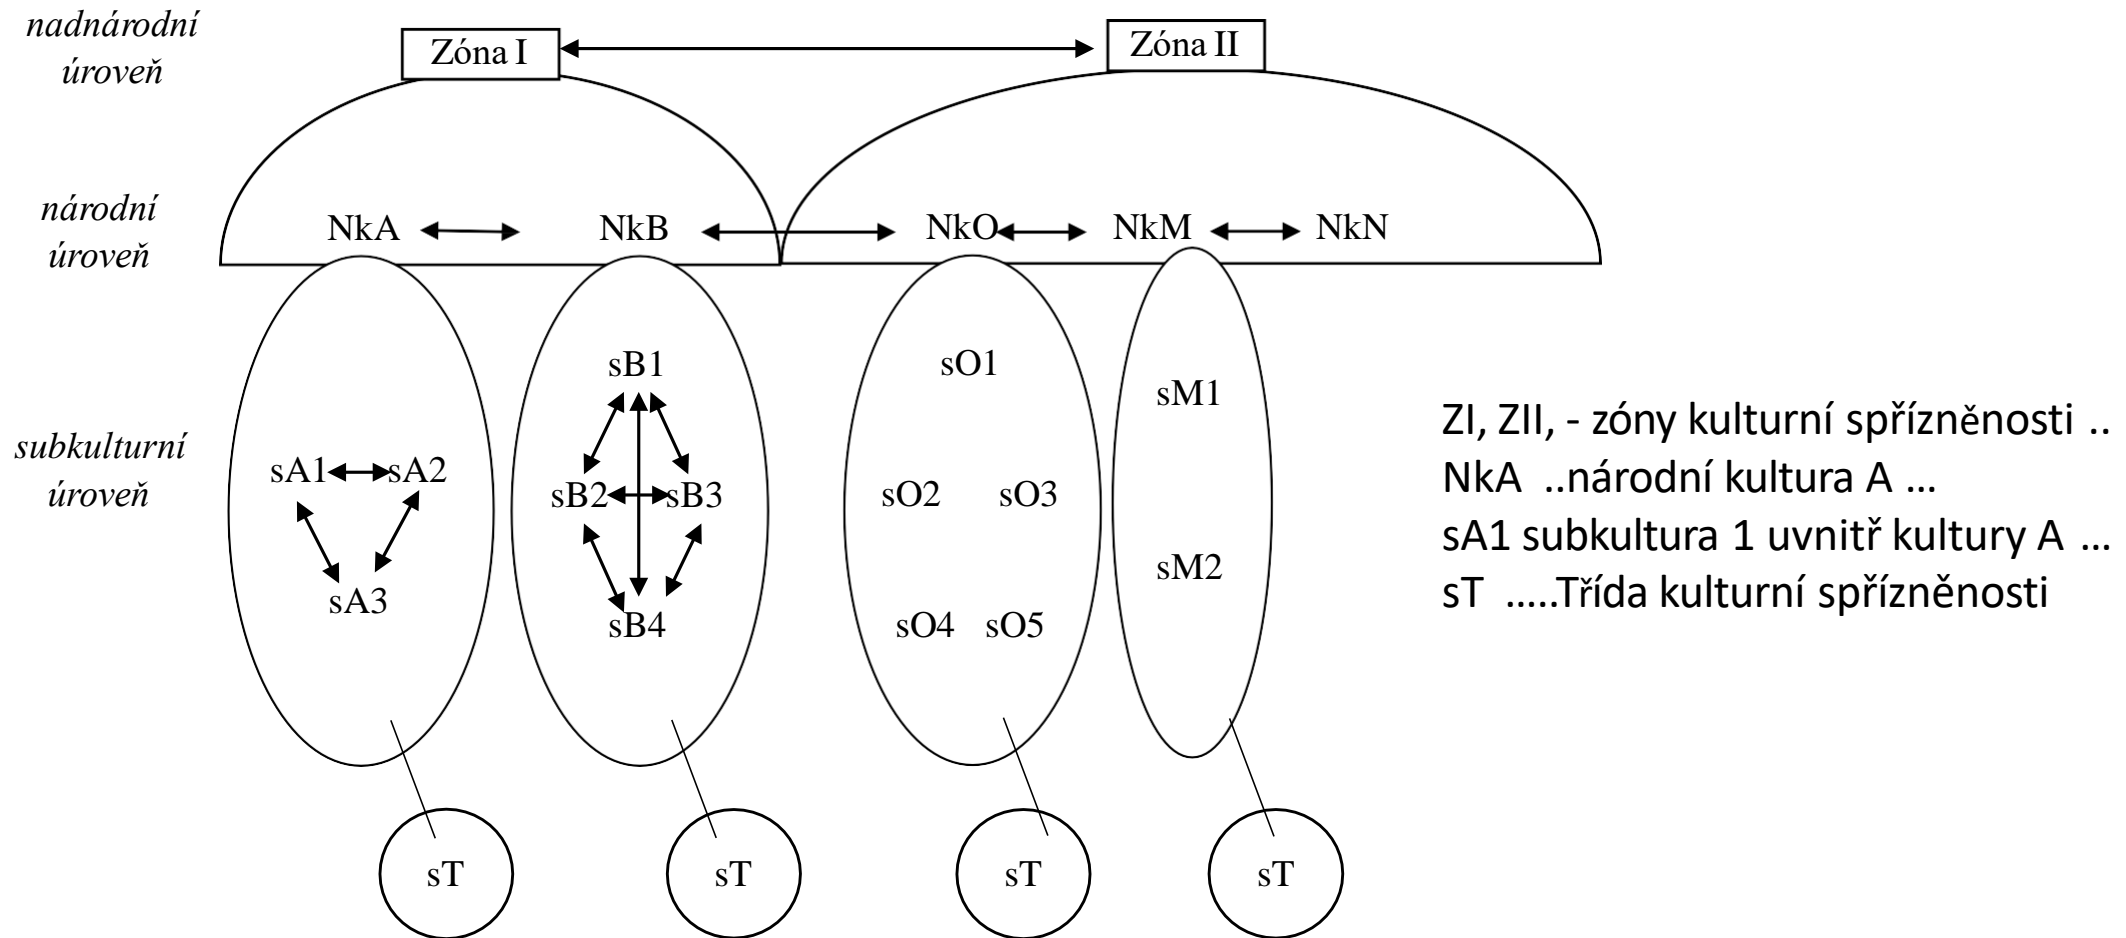 nadnárodní
úroveň
Zóna I
Zóna II
národní
úroveň
NkA
NkB
NkO
NkM
NkN
subkulturní
úroveň
sA1
sA2
sA3
sB1
sB2
sB3
sB4
sO1
sO2
sO3
sO4
sO5
sM1
sM2
sT
sT
sT
sT
ZI, ZII, - zóny kulturní spřízněnosti ..
NkA ..národní kultura A ...
sA1 subkultura 1 uvnitř kultury A ...
sT .....Třída kulturní spřízněnosti